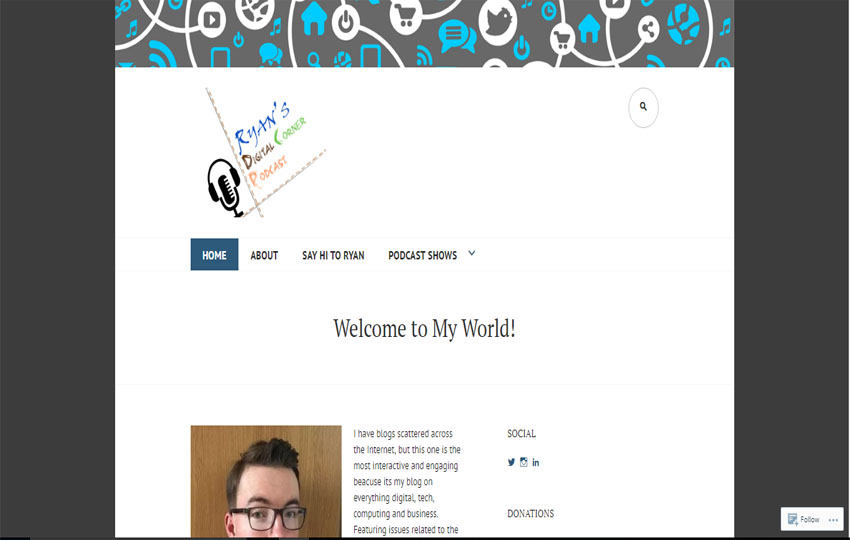 RYAN'S
DIGITAL CORNER
PODCAST
HOME
ABOUT
SAY HI TO RYAN
PODCAST SHOWS
Welcome to My World!
I have blogs scattered across
the Internet, but this one is the
most interactive and engaging
beacuse its my blog on
everything digital, tech,
computing and business.
Featuring issues related to the
SOCIAL
in
DONATIONS
Follow